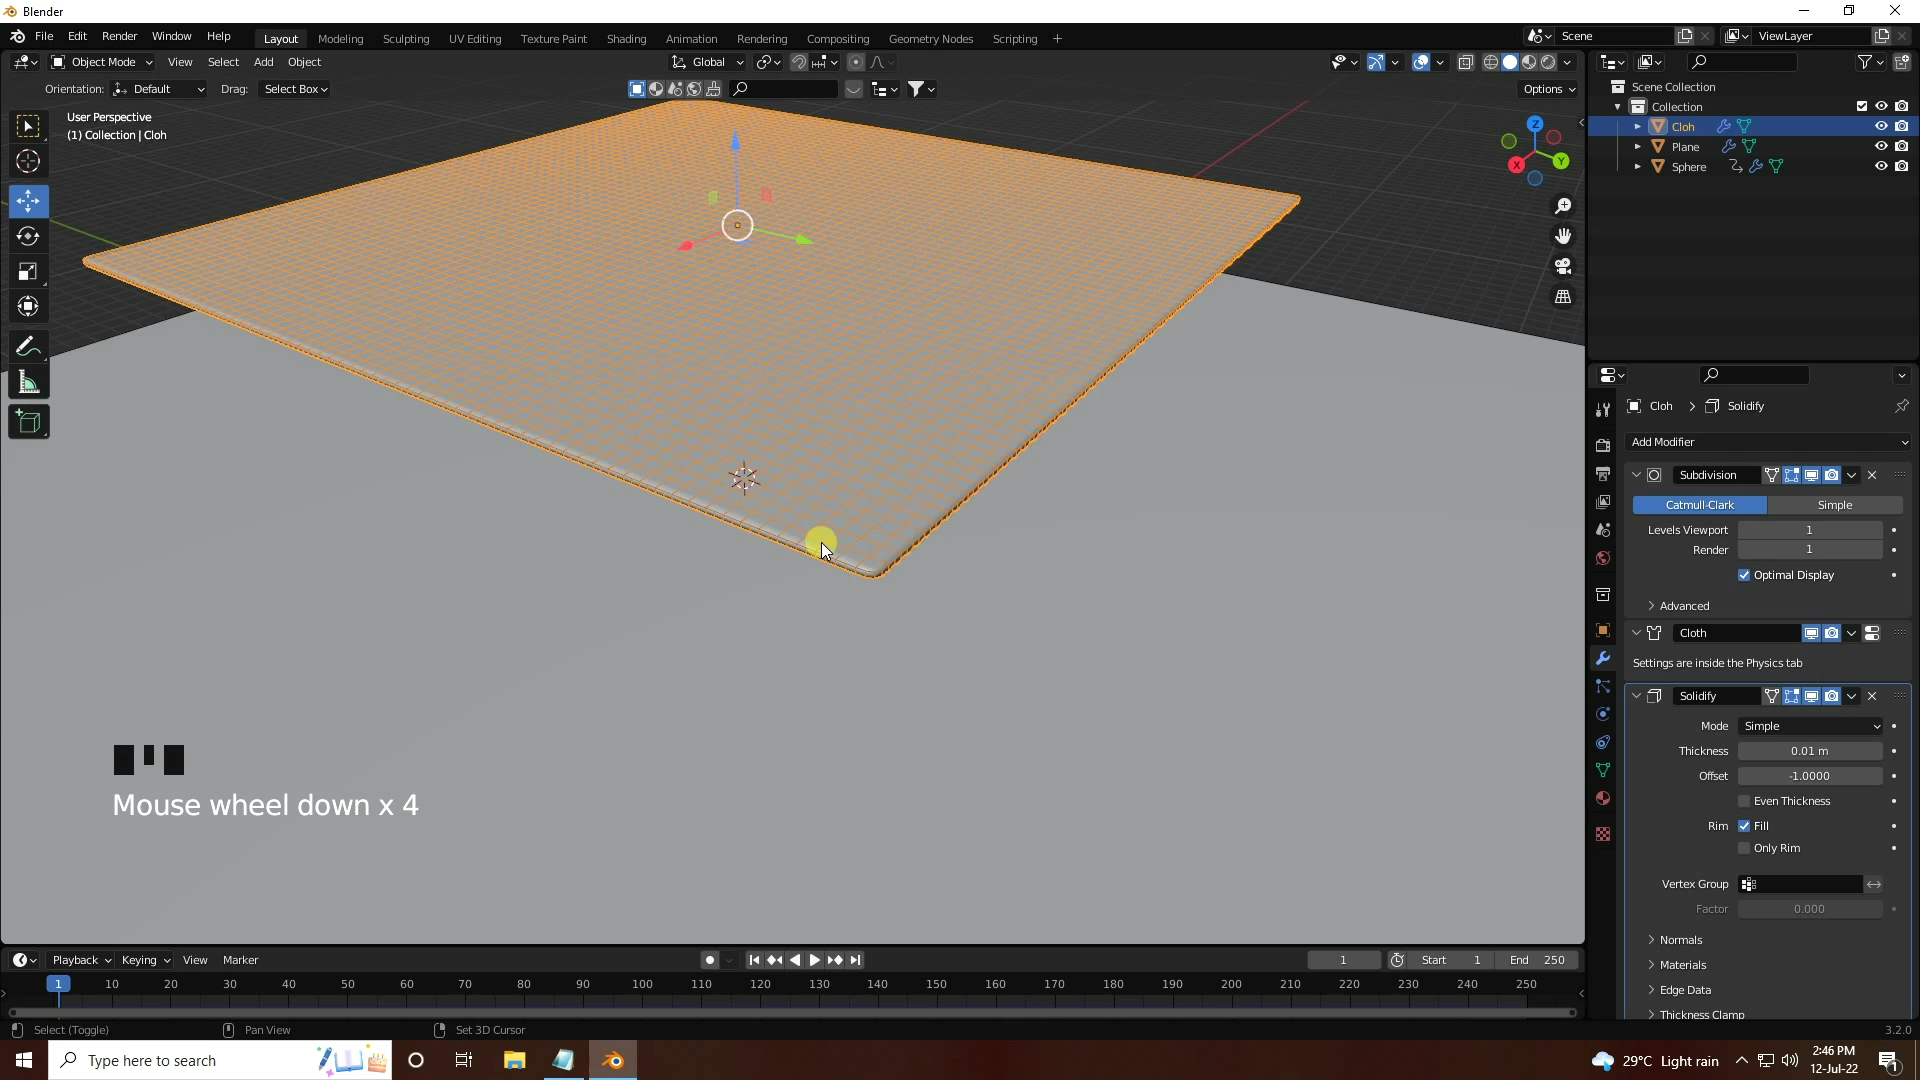 Blender
File Edit Render Window Help
Layout Modeling Sculpting UV Editing Texture Paint Shading Animation Rendering Compositing Geometry Nodes Scripting +
Scene
ViewLayer
Object Mode View Select Add Object
Global
Orientation: Default Drag: Select Box
Options
User Perspective
(1) Collection | Cloh
Z
Y
X
Scene Collection
Collection
Cloh
Plane
Sphere
Cloh > Solidify
Add Modifier
Subdivision
Catmull-Clark Simple
Levels Viewport 1
Render 1
Optimal Display
Advanced
Cloth
Settings are inside the Physics tab
Solidify
Mode Simple
Thickness 0.01 m
Offset -1.0000
Even Thickness
Rim Fill
Only Rim
Vertex Group
Factor 0.000
Normals
Materials
Edge Data
Thickness Clamp
Mouse wheel down x 4
Playback Keying View Marker
1 Start 1 End 250
1 10 20 30 40 50 60 70 80 90 100 110 120 130 140 150 160 170 180 190 200 210 220 230 240 250
Select (Toggle) Pan View Set 3D Cursor
3.2.0
Type here to search
29°C Light rain
2:46 PM
12-Jul-22
1